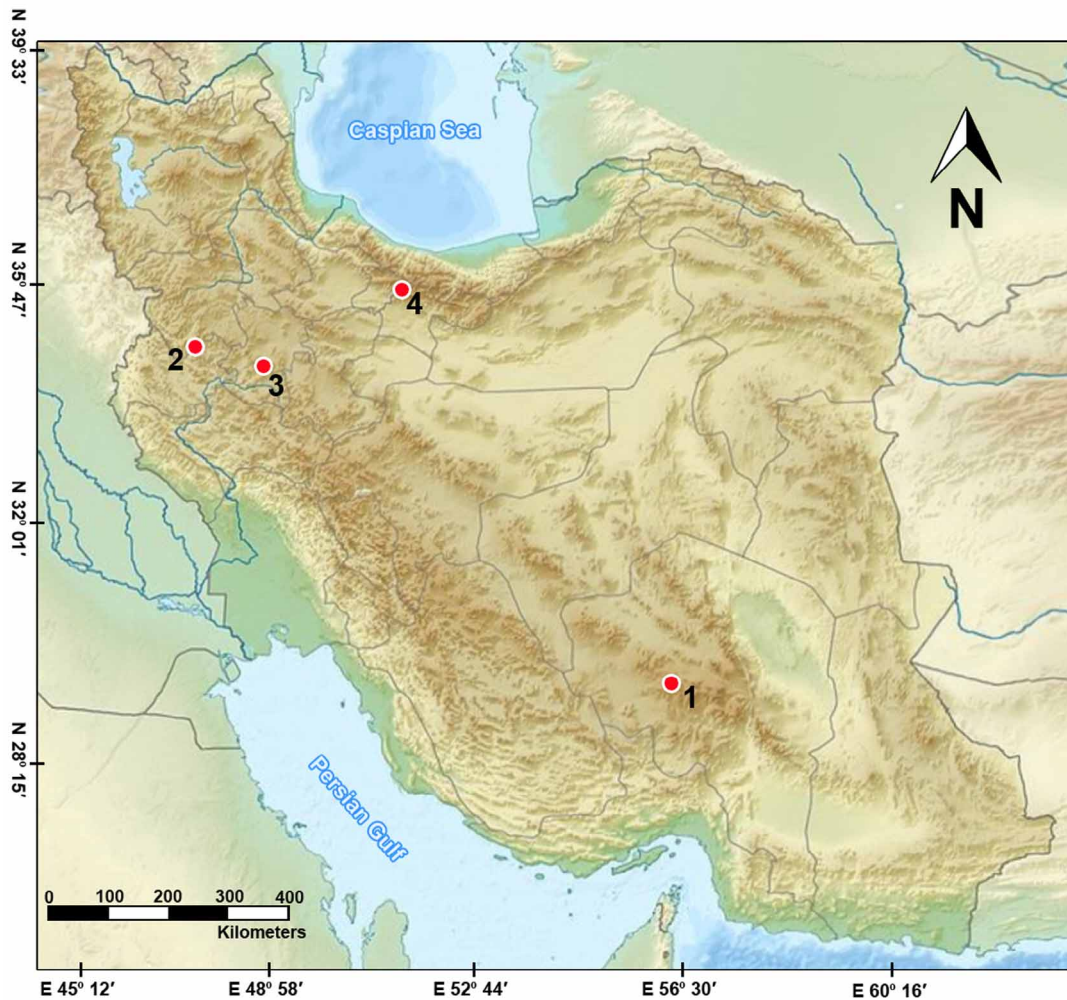 N 39° 33′
N 35° 47′
N 32° 01′
N 28° 15′
Caspian Sea
N
4
2
3
1
Persian Gulf
0 100 200 300 400
Kilometers
E 45° 12′ E 48° 58′ E 52° 44′ E 56° 30′ E 60° 16′